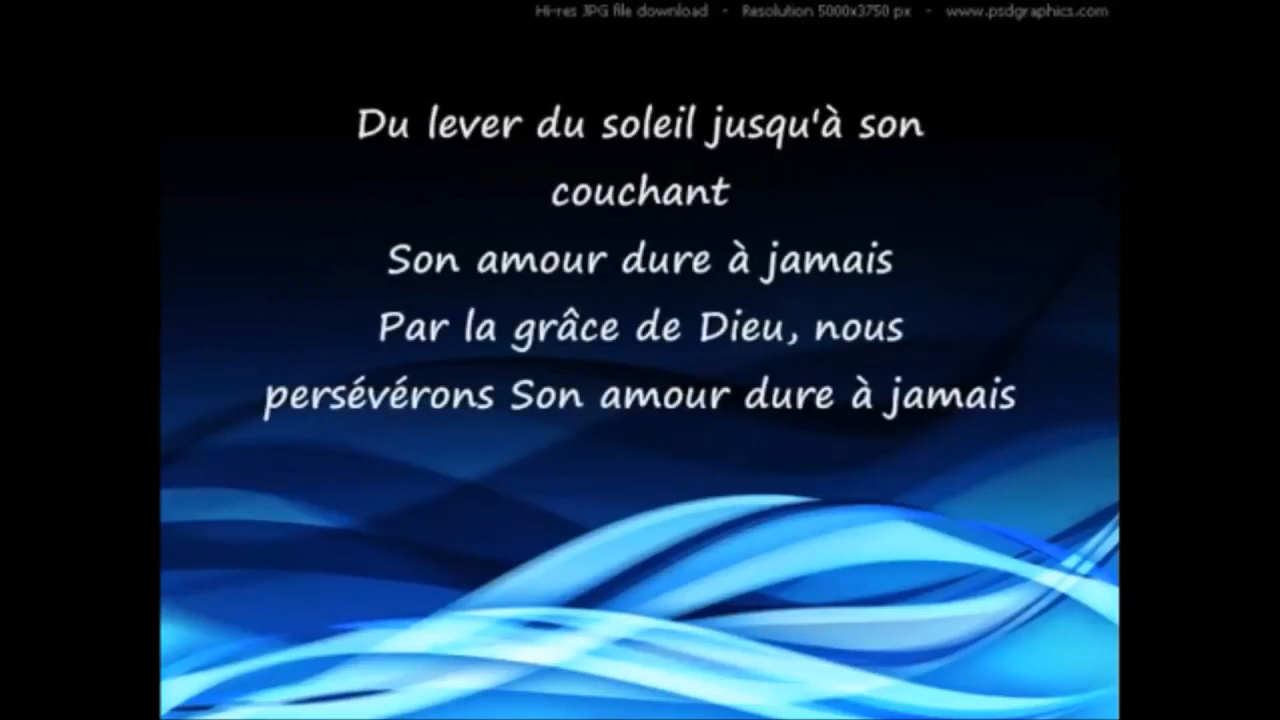 Hi-res JPG file download - Resolution 5000x3750 px - www.psdgraphics.com
Du lever du soleil jusqu'à son
couchant
Son amour dure à jamais
Par la grâce de Dieu, nous
persévérons Son amour dure à jamais